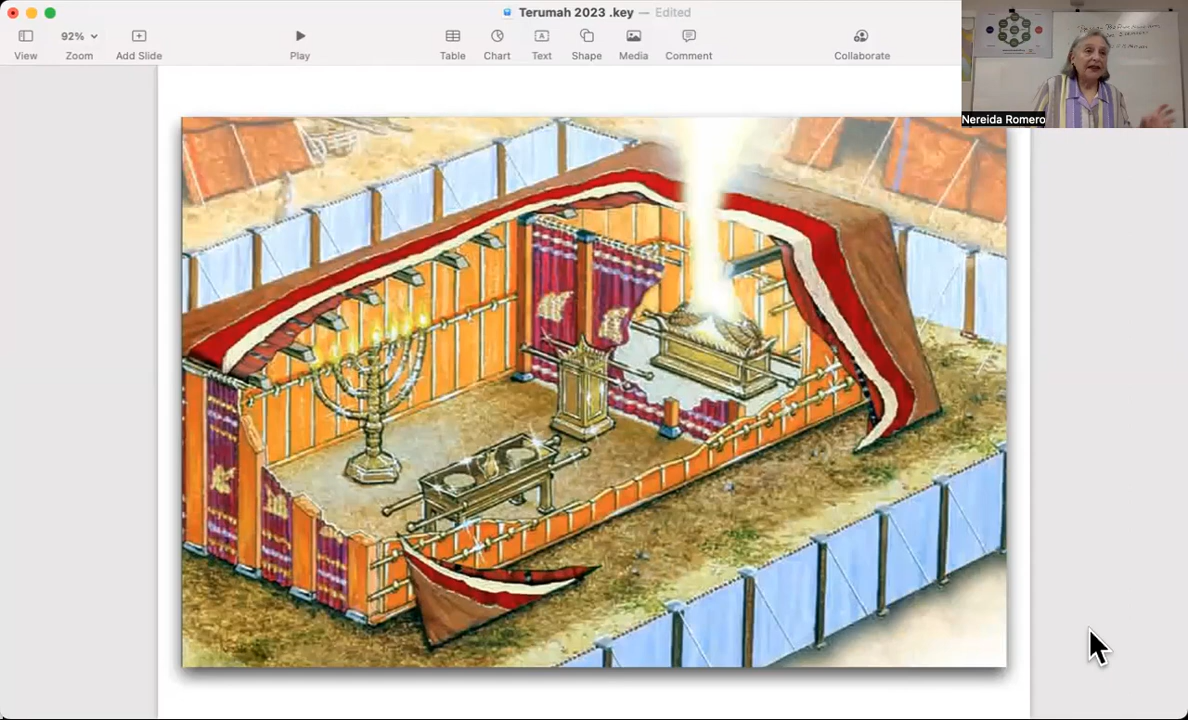 Terumah 2023 .key — Edited
92%
View
Zoom
Add Slide
Play
Table
Chart
Text
Shape
Media
Comment
Collaborate
Nereida Romero